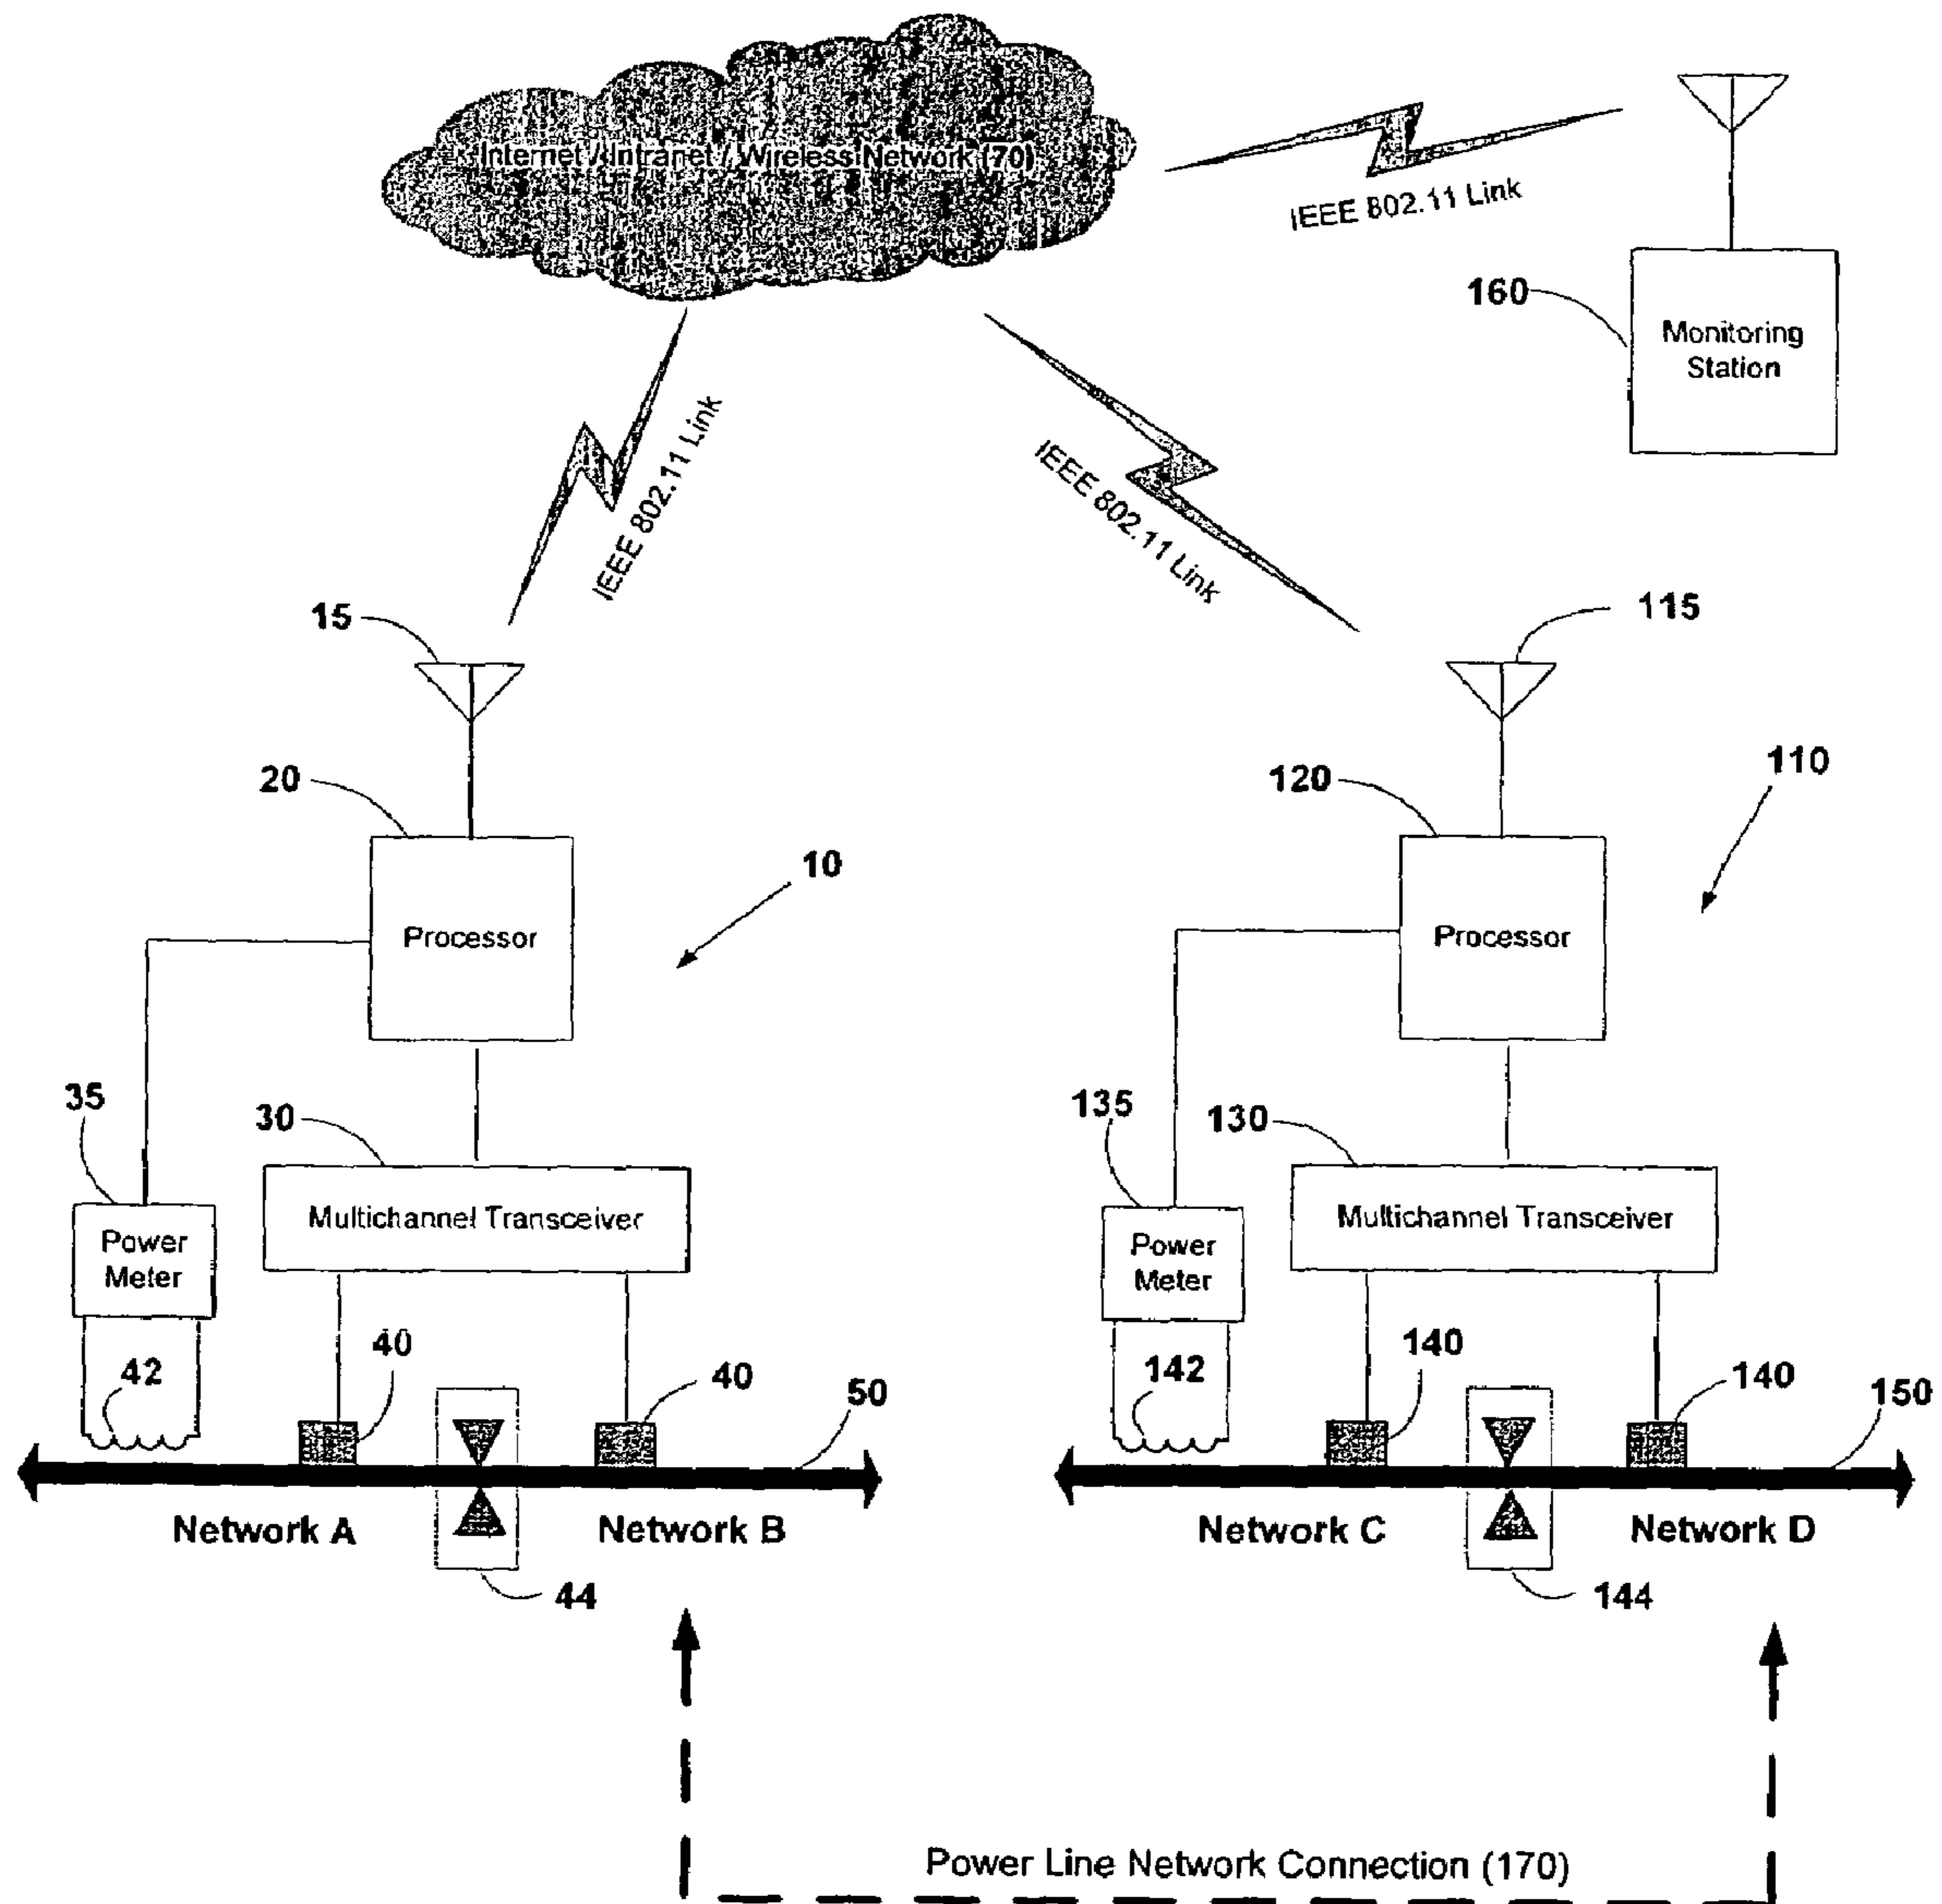 Internet / Intranet / Wireless Network (70)
IEEE 802.11 Link
160
Monitoring
Station
IEEE 802.11 Link
IEEE 802.11 Link
15
115
20
120
110
10
Processor
Processor
35
30
135
130
Power
Meter
Multichannel Transceiver
Power
Meter
Multichannel Transceiver
42
40
40
50
142
140
140
150
Network A
Network B
Network C
Network D
44
144
Power Line Network Connection (170)